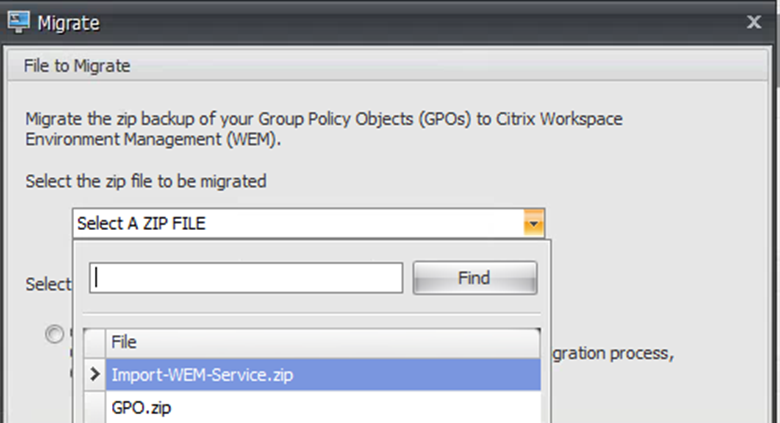 Migrate
File to Migrate
Migrate the zip backup of your Group Policy Objects (GPOs) to Citrix Workspace
Environment Management (WEM).
Select the zip file to be migrated
Select A ZIP FILE
Find
Select
gration process,
File
Import-WEM-Service.zip
GPO.zip